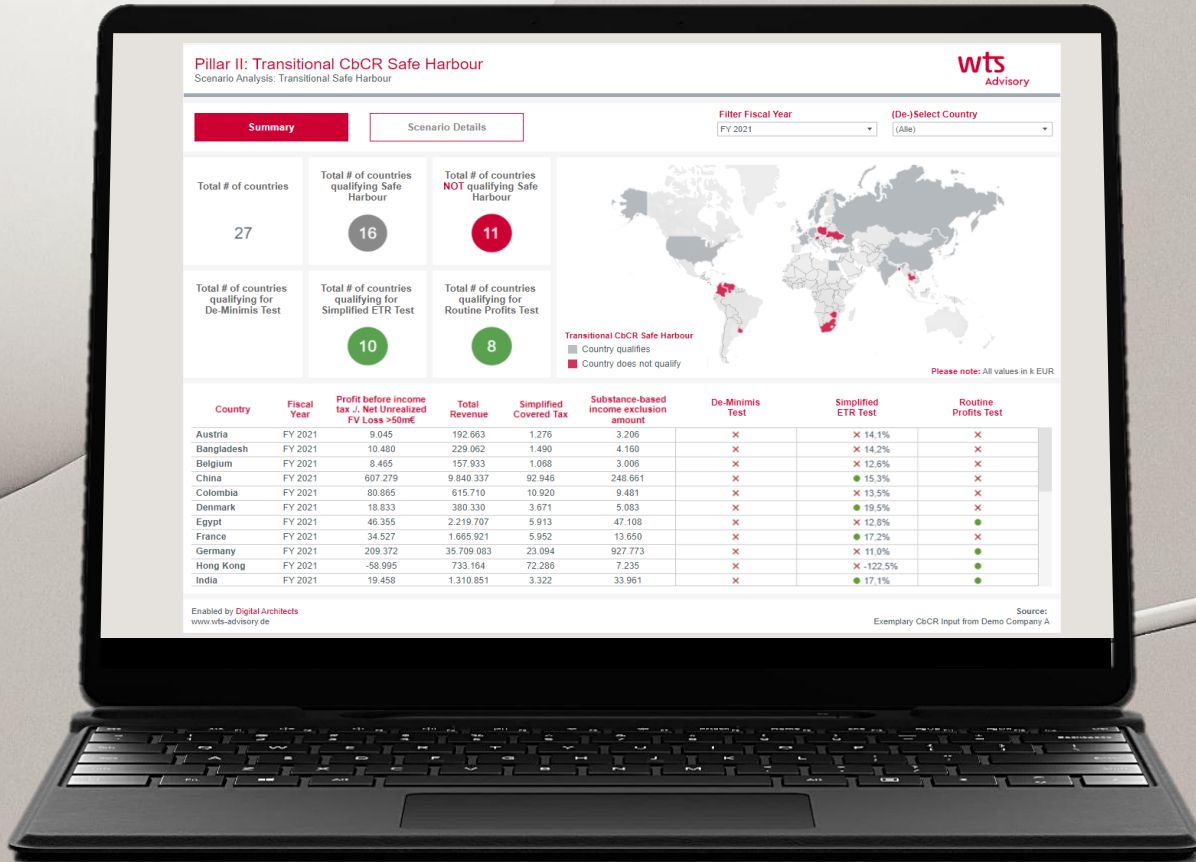 Pillar II: Transitional CbCR Safe Harbour
Scenario Analysis: Transitional Safe Harbour
wts
Advisory
Summary
Scenario Details
Filter Fiscal Year
FY 2021
(De-)Select Country
(Alle)
Total # of countries
27
Total # of countries
qualifying Safe
Harbour
16
Total # of countries
NOT qualifying Safe
Harbour
11
Total # of countries
qualifying for
De-Minimis Test
Total # of countries
qualifying for
Simplified ETR Test
10
Total # of countries
qualifying for
Routine Profits Test
8
Transitional CbCR Safe Harbour
Country qualifies
Country does not qualify
Please note: All values in k EUR
Country
Fiscal
Year
Profit before income
tax ./. Net Unrealized
FV Loss >50m€
Total
Revenue
Simplified
Covered Tax
Substance-based
income exclusion
amount
De-Minimis
Test
Simplified
ETR Test
Routine
Profits Test
Austria FY 2021 9.045 192.663 1.276 3.206 × × 14,1% ×
Bangladesh FY 2021 10.480 229.062 1.490 4.160 × × 14,2% ×
Belgium FY 2021 8.465 157.933 1.068 3.006 × × 12,6% ×
China FY 2021 607.279 9.840.337 92.946 248.661 × ● 15,3% ×
Colombia FY 2021 80.865 615.710 10.920 9.481 × × 13,5% ×
Denmark FY 2021 18.833 380.330 3.671 5.083 × ● 19,5% ×
Egypt FY 2021 46.355 2.219.707 5.913 47.108 × × 12,8% ●
France FY 2021 34.527 1.665.921 5.952 13.650 × ● 17,2% ×
Germany FY 2021 209.372 35.709.083 23.094 927.773 × × 11,0% ●
Hong Kong FY 2021 -58.995 733.164 72.286 7.235 × × -122,5% ●
India FY 2021 19.458 1.310.851 3.322 33.961 × ● 17,1% ●
Enabled by Digital Architects
www.wts-advisory.de
Source:
Exemplary CbCR Input from Demo Company A